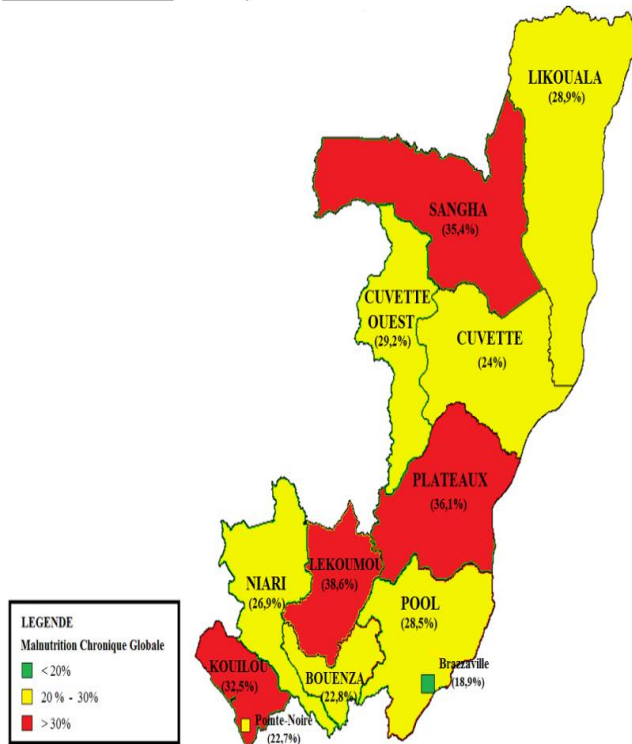 LIKOUALA
(28,9%)
SANGHA
(35,4%)
CUVETTE
OUEST
(29,2%)
CUVETTE
(24%)
PLATEAUX
(36,1%)
LEKOUMOU
(38,6%)
NIARI
(26,9%)
POOL
(28,5%)
BOUENZA
(22,8%)
Brazzaville
(18,9%)
KOUILOU
(32,5%)
Pointe-Noire
(22,7%)
LEGENDE
Malnutrition Chronique Globale
< 20%
20 % - 30%
> 30%